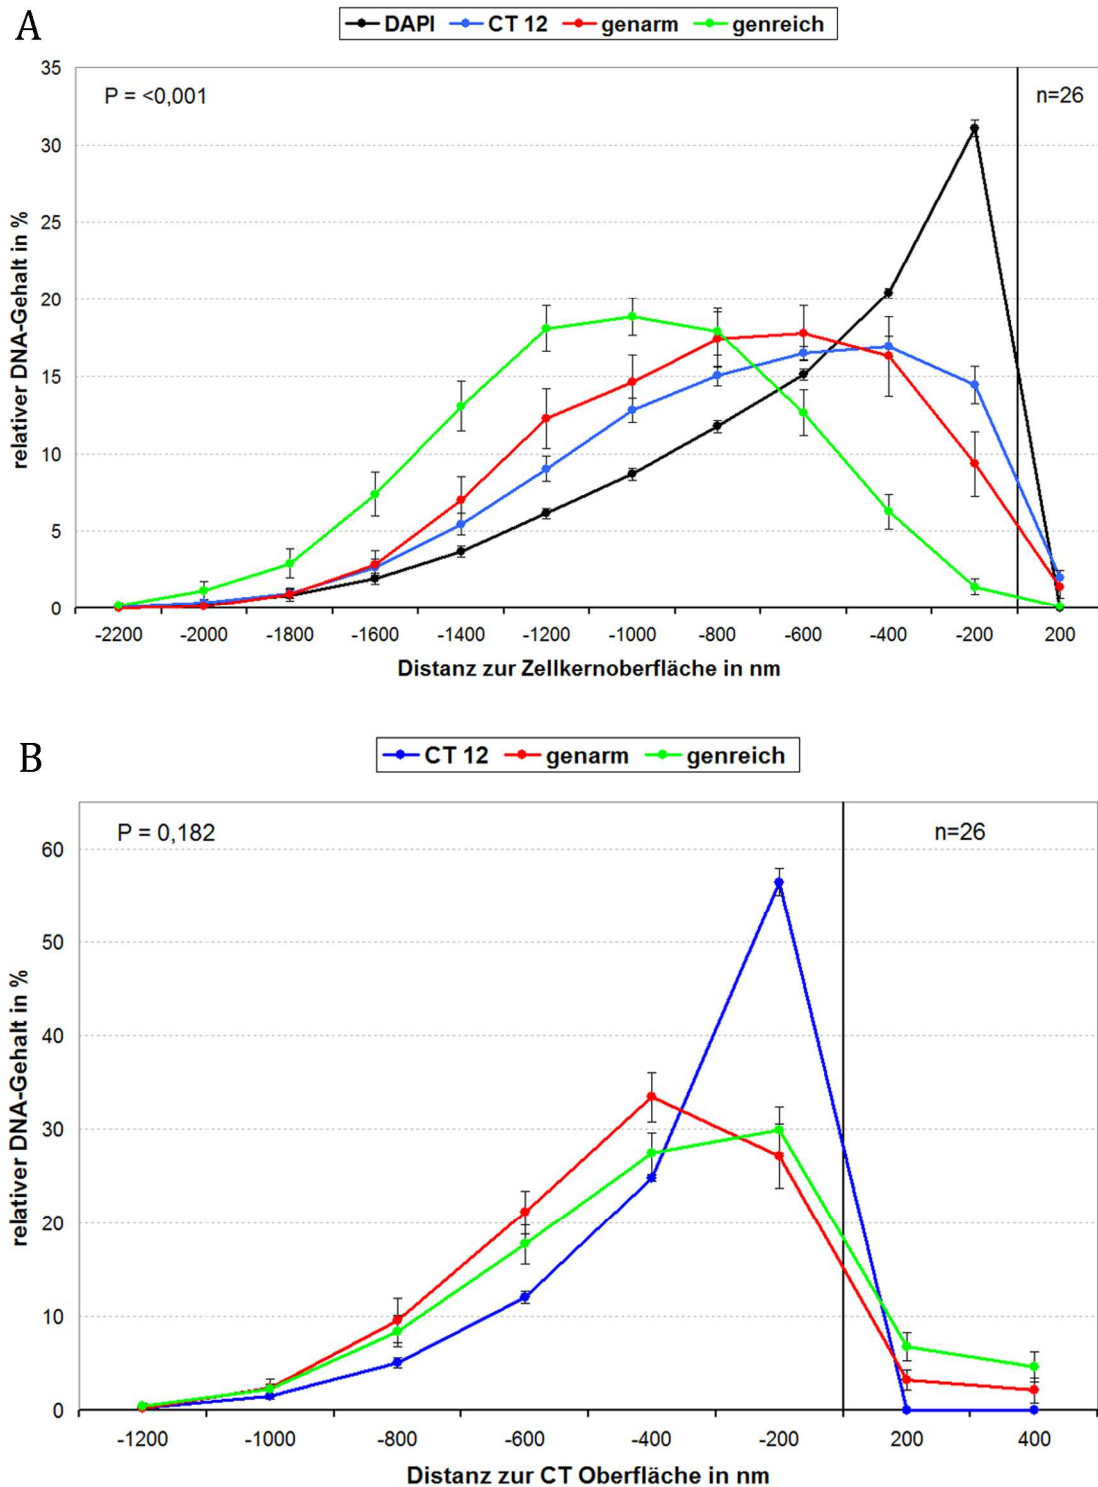 A
DAPI CT 12 genarm genreich
P = <0,001
n=26
relativer DNA-Gehalt in %
35
30
25
20
15
10
5
0
-2200 -2000 -1800 -1600 -1400 -1200 -1000 -800 -600 -400 -200 200
Distanz zur Zellkernoberfläche in nm
B
CT 12 genarm genreich
P = 0,182
n=26
relativer DNA-Gehalt in %
60
50
40
30
20
10
0
-1200 -1000 -800 -600 -400 -200 200 400
Distanz zur CT Oberfläche in nm